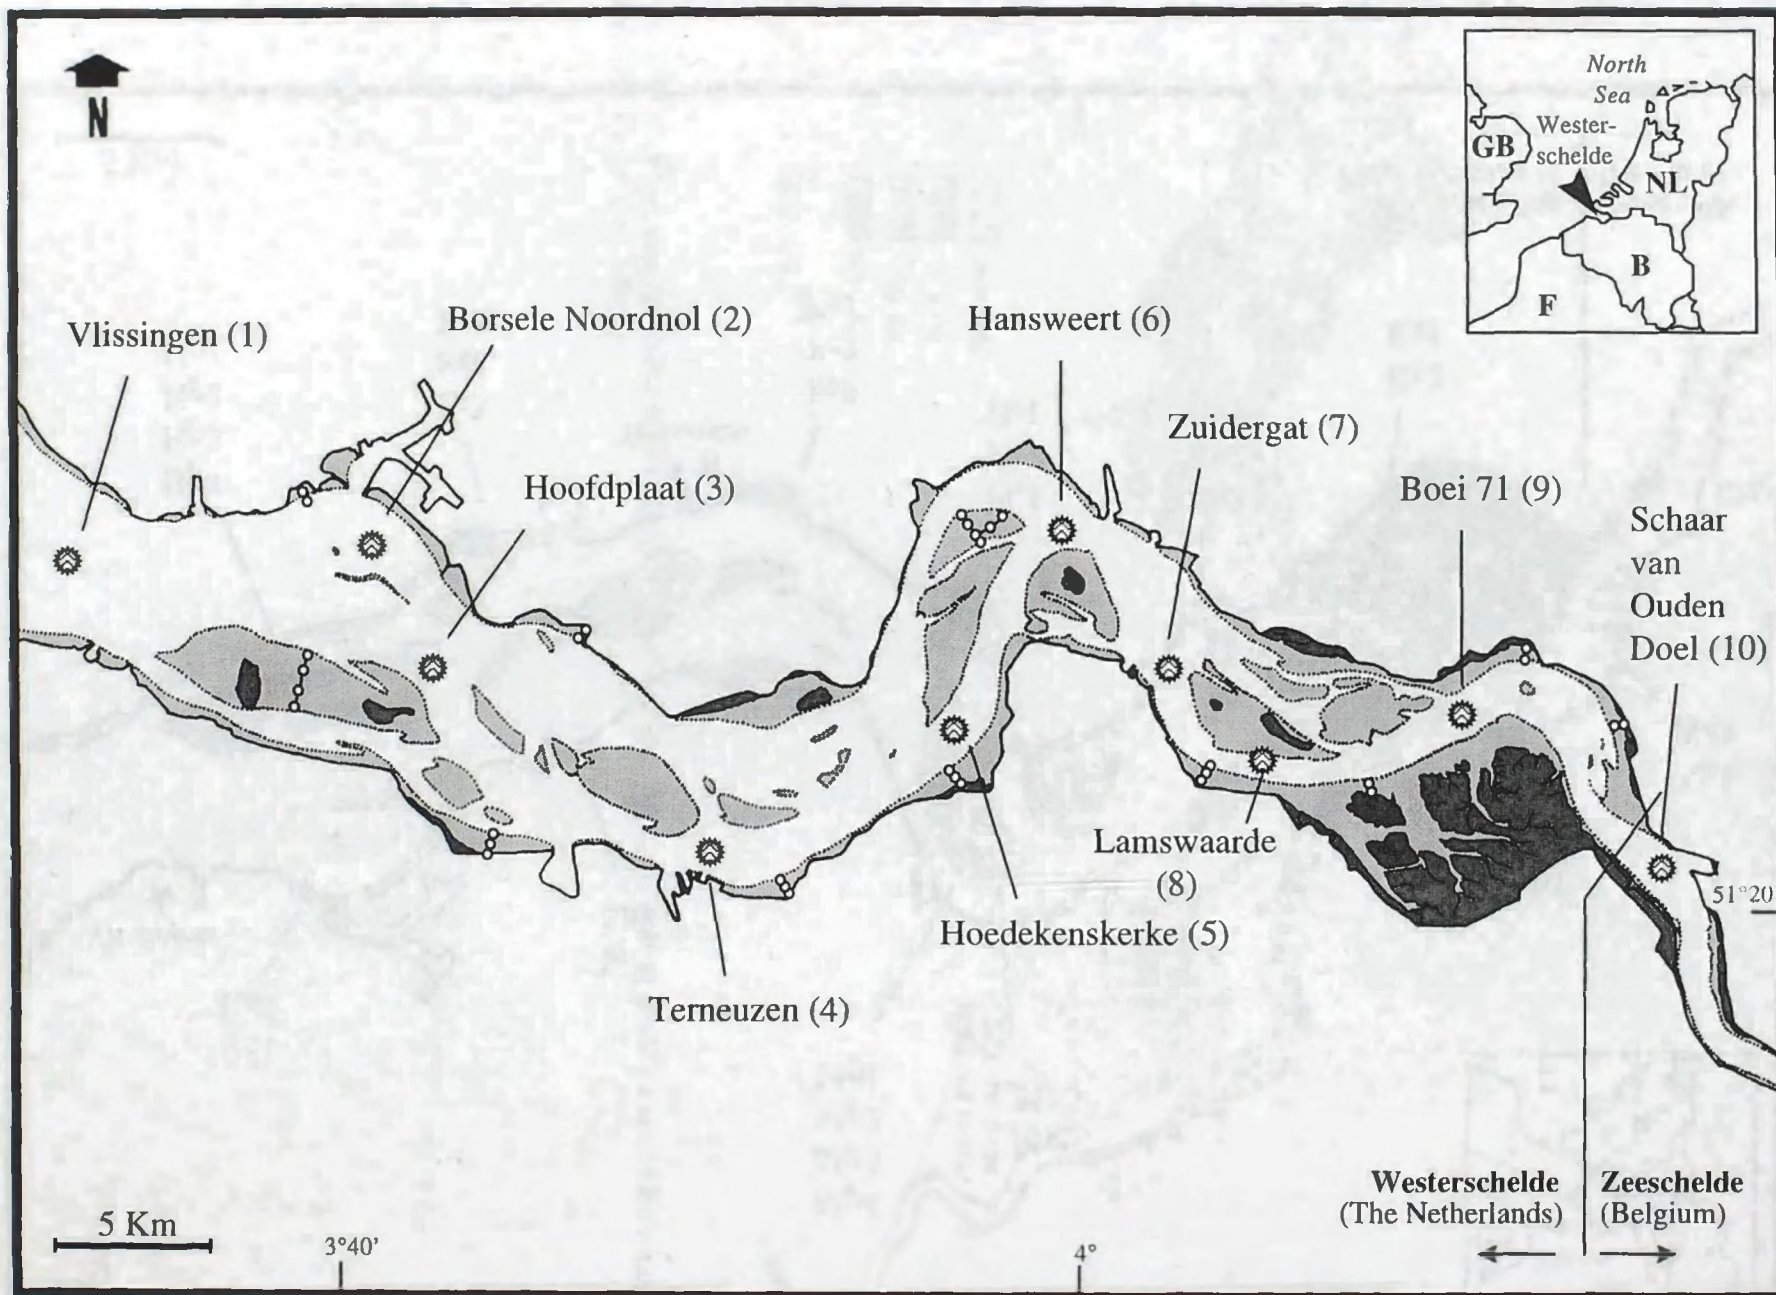 N
North
Sea
Wester-
schelde
GB
NL
B
F
Vlissingen (1)
Borsele Noordnol (2)
Hansweert (6)
Hoofdplaat (3)
Zuidergat (7)
Boei 71 (9)
Schaar
van
Ouden
Doel (10)
Lamswaarde
(8)
Hoedekenskerke (5)
Terneuzen (4)
51°20
Westerschelde
(The Netherlands)
Zeeschelde
(Belgium)
5 Km
3°40'
4°